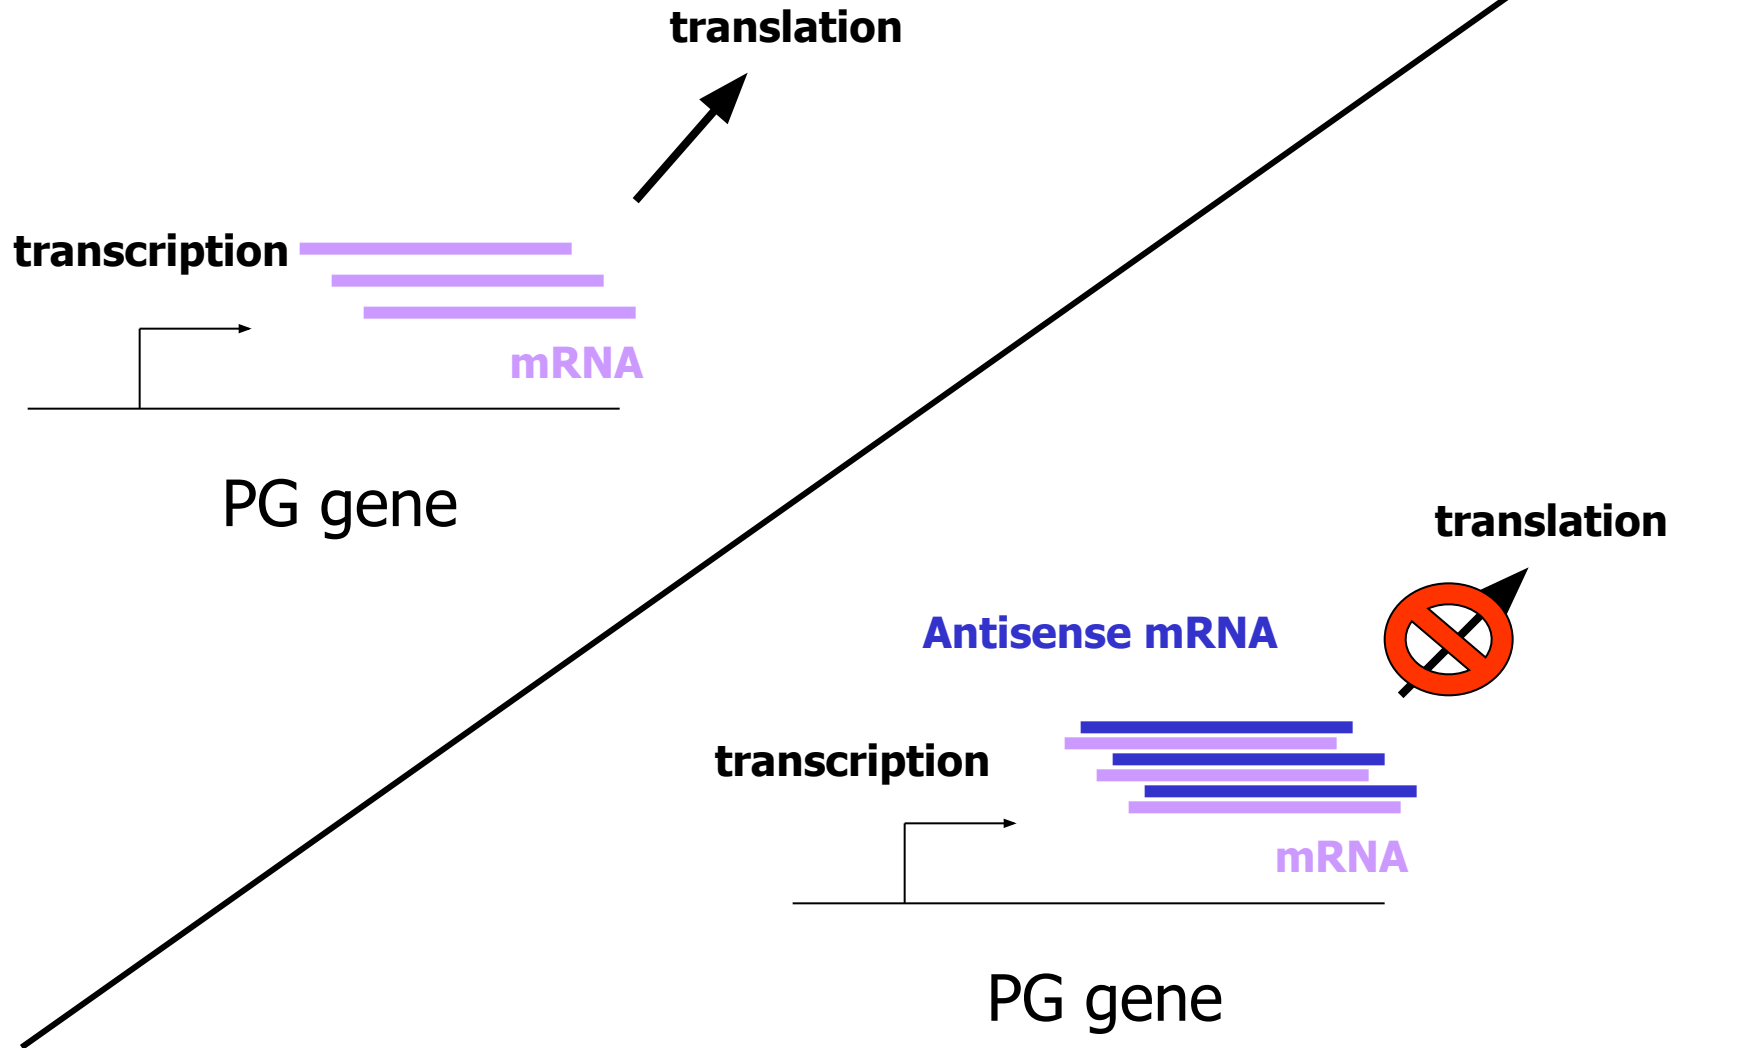 translation
transcription
mRNA
PG gene
translation
Antisense mRNA
transcription
mRNA
PG gene